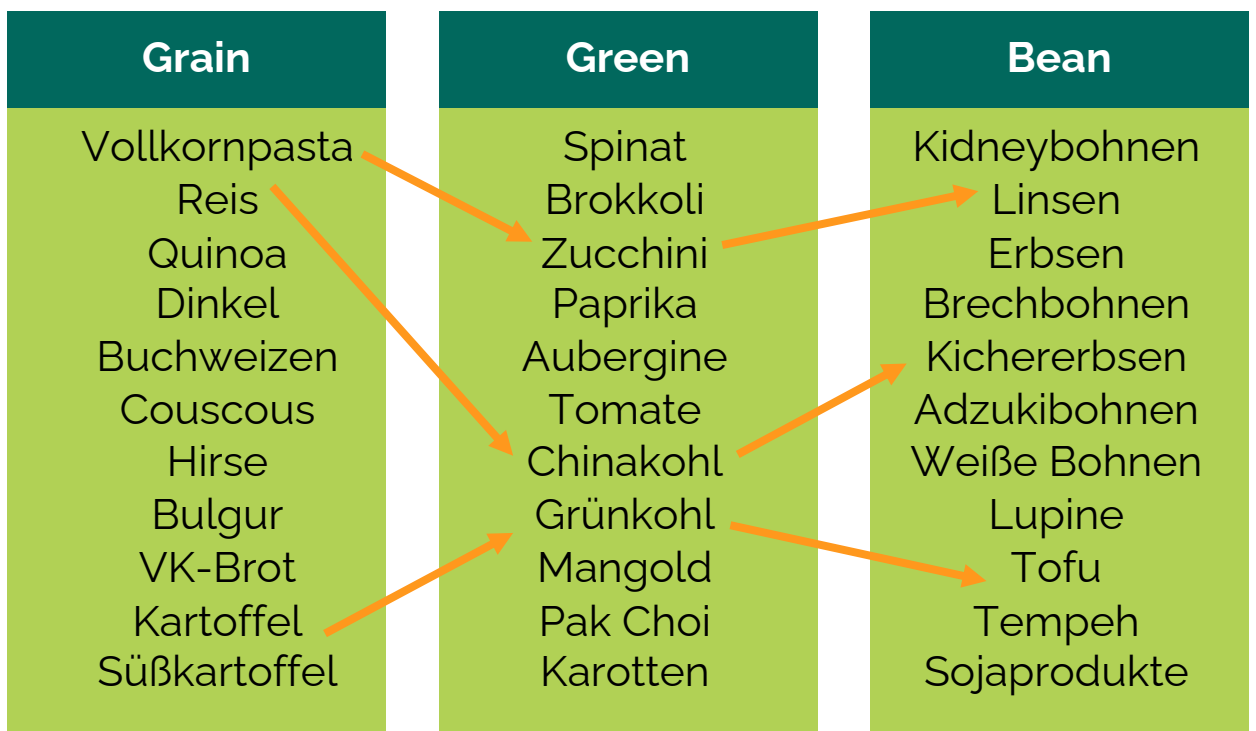 Grain
Vollkornpasta
Reis
Quinoa
Dinkel
Buchweizen
Couscous
Hirse
Bulgur
VK-Brot
Kartoffel
Süßkartoffel
Green
Spinat
Brokkoli
Zucchini
Paprika
Aubergine
Tomate
Chinakohl
Grünkohl
Mangold
Pak Choi
Karotten
Bean
Kidneybohnen
Linsen
Erbsen
Brechbohnen
Kichererbsen
Adzukibohnen
Weiße Bohnen
Lupine
Tofu
Tempeh
Sojaprodukte